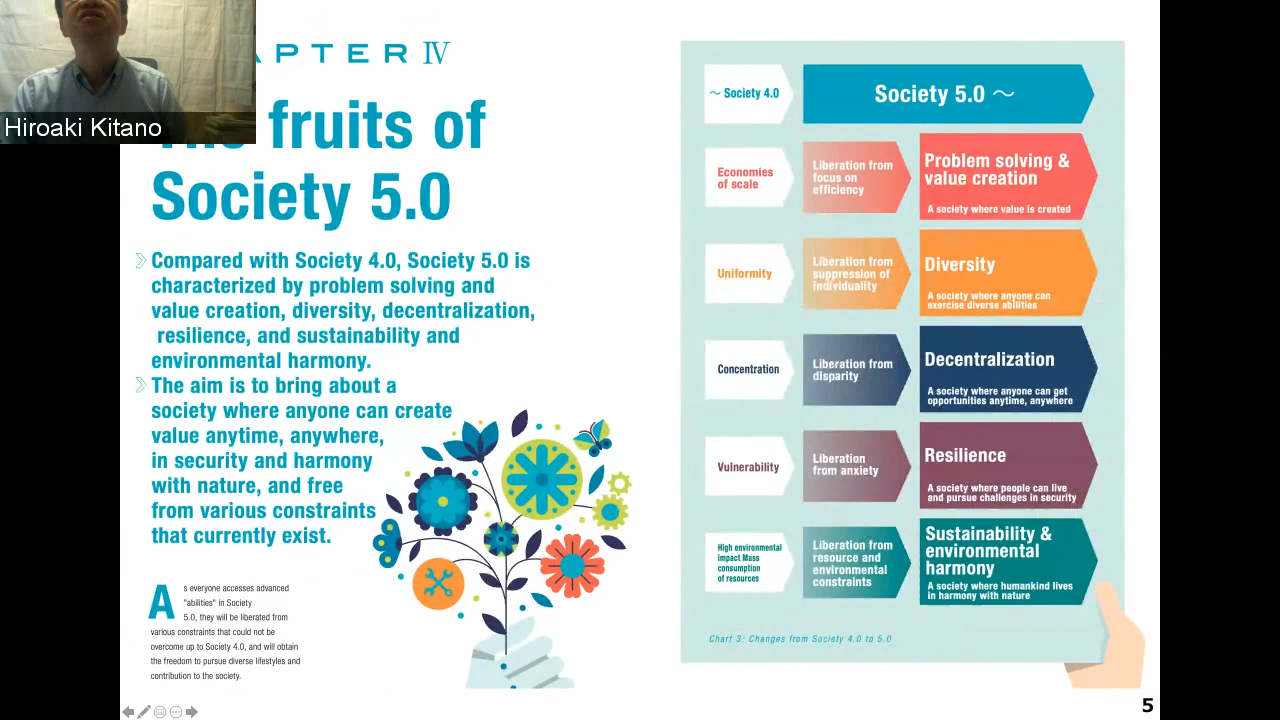 Hiroaki Kitano
APTER IV
fruits of
Society 5.0
Compared with Society 4.0, Society 5.0 is
characterized by problem solving and
value creation, diversity, decentralization,
resilience, and sustainability and
environmental harmony.
The aim is to bring about a
society where anyone can create
value anytime, anywhere,
in security and harmony
with nature, and free
from various constraints
that currently exist.
As everyone accesses advanced
"abilities" in Society
5.0, they will be liberated from
various constraints that could not be
overcome up to Society 4.0, and will obtain
the freedom to pursue diverse lifestyles and
contribution to the society.
～ Society 4.0
Society 5.0 ～
Economies
of scale
Liberation from
focus on
efficiency
Problem solving &
value creation
A society where value is created
Uniformity
Liberation from
suppression of
individuality
Diversity
A society where anyone can
exercise diverse abilities
Concentration
Liberation from
disparity
Decentralization
A society where anyone can get
opportunities anytime, anywhere
Vulnerability
Liberation
from anxiety
Resilience
A society where people can live
and pursue challenges in security
High environmental
impact Mass
consumption
of resources
Liberation from
resource and
environmental
constraints
Sustainability &
environmental
harmony
A society where humankind lives
in harmony with nature
Chart 3: Changes from Society 4.0 to 5.0
5